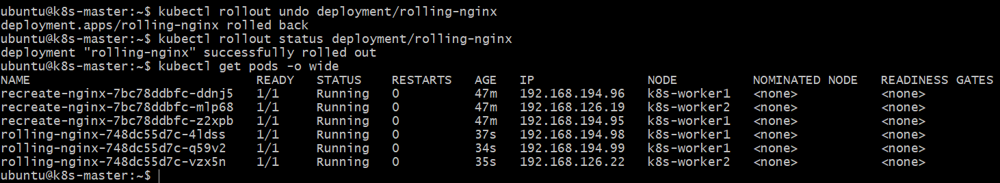 ubuntu@k8s-master:~$ kubectl rollout undo deployment/rolling-nginx
deployment.apps/rolling-nginx rolled back
ubuntu@k8s-master:~$ kubectl rollout status deployment/rolling-nginx
deployment "rolling-nginx" successfully rolled out
ubuntu@k8s-master:~$ kubectl get pods -o wide
NAME                              READY   STATUS    RESTARTS   AGE   IP               NODE          NOMINATED NODE   READINESS GATES
recreate-nginx-7bc78ddbfc-ddnj5   1/1     Running   0          47m   192.168.194.96   k8s-worker1   <none>           <none>
recreate-nginx-7bc78ddbfc-mlp68   1/1     Running   0          47m   192.168.126.19   k8s-worker2   <none>           <none>
recreate-nginx-7bc78ddbfc-z2xpb   1/1     Running   0          47m   192.168.194.95   k8s-worker1   <none>           <none>
rolling-nginx-748dc55d7c-4ldss    1/1     Running   0          37s   192.168.194.98   k8s-worker1   <none>           <none>
rolling-nginx-748dc55d7c-q59v2    1/1     Running   0          34s   192.168.194.99   k8s-worker1   <none>           <none>
rolling-nginx-748dc55d7c-vzx5n    1/1     Running   0          35s   192.168.126.22   k8s-worker2   <none>           <none>
ubuntu@k8s-master:~$